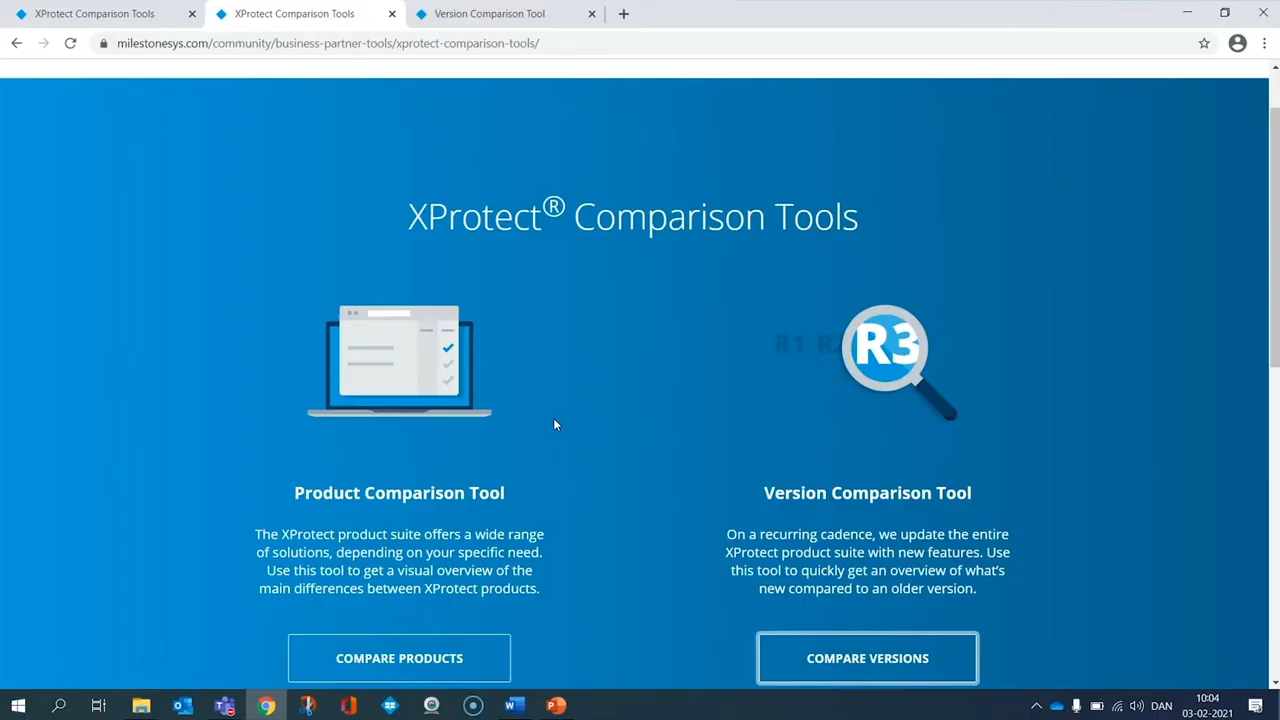 XProtect Comparison Tools
XProtect Comparison Tools
Version Comparison Tool
milestonesys.com/community/business-partner-tools/xprotect-comparison-tools/
XProtect® Comparison Tools
R1 R2
R3
Product Comparison Tool
The XProtect product suite offers a wide range
of solutions, depending on your specific need.
Use this tool to get a visual overview of the
main differences between XProtect products.
COMPARE PRODUCTS
Version Comparison Tool
On a recurring cadence, we update the entire
XProtect product suite with new features. Use
this tool to quickly get an overview of what's
new compared to an older version.
COMPARE VERSIONS
DAN
10:04
03-02-2021